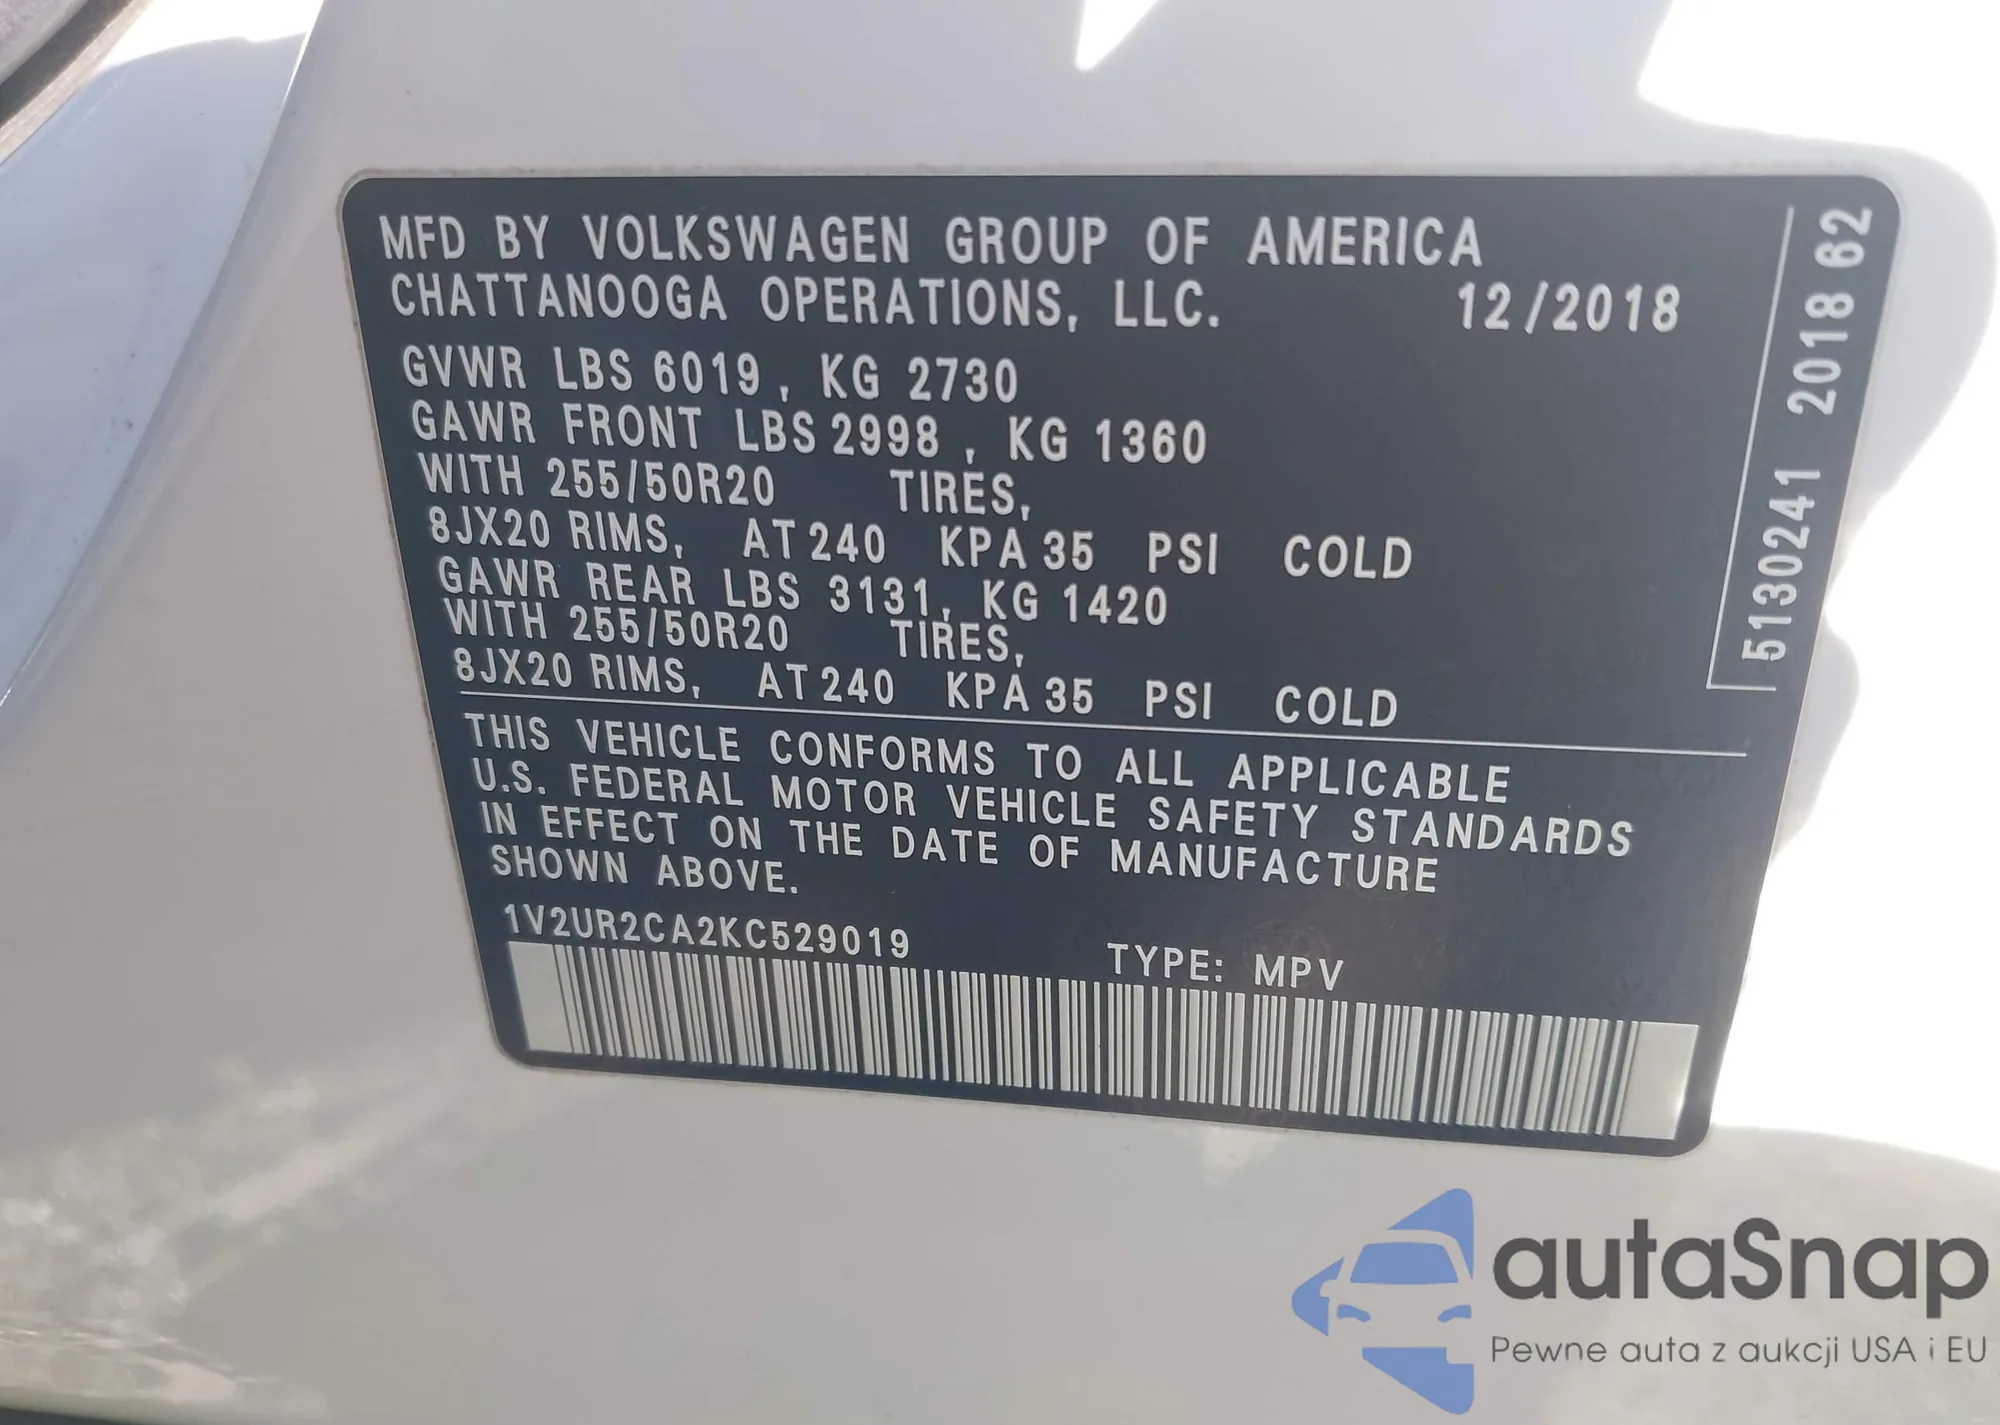 MFD BY VOLKSWAGEN GROUP OF AMERICA
CHATTANOOGA OPERATIONS, LLC. 12/2018
GVWR LBS 6019, KG 2730
GAWR FRONT LBS 2998, KG 1360
WITH 255/50R20 TIRES,
8JX20 RIMS, AT 240 KPA 35 PSI COLD
GAWR REAR LBS 3131, KG 1420
WITH 255/50R20 TIRES,
8JX20 RIMS, AT 240 KPA 35 PSI COLD
THIS VEHICLE CONFORMS TO ALL APPLICABLE
U.S. FEDERAL MOTOR VEHICLE SAFETY STANDARDS
IN EFFECT ON THE DATE OF MANUFACTURE
SHOWN ABOVE.
1V2UR2CA2KC529019 TYPE: MPV
5130241 2018 62
autaSnap
Pewne auta z aukcji USA i EU